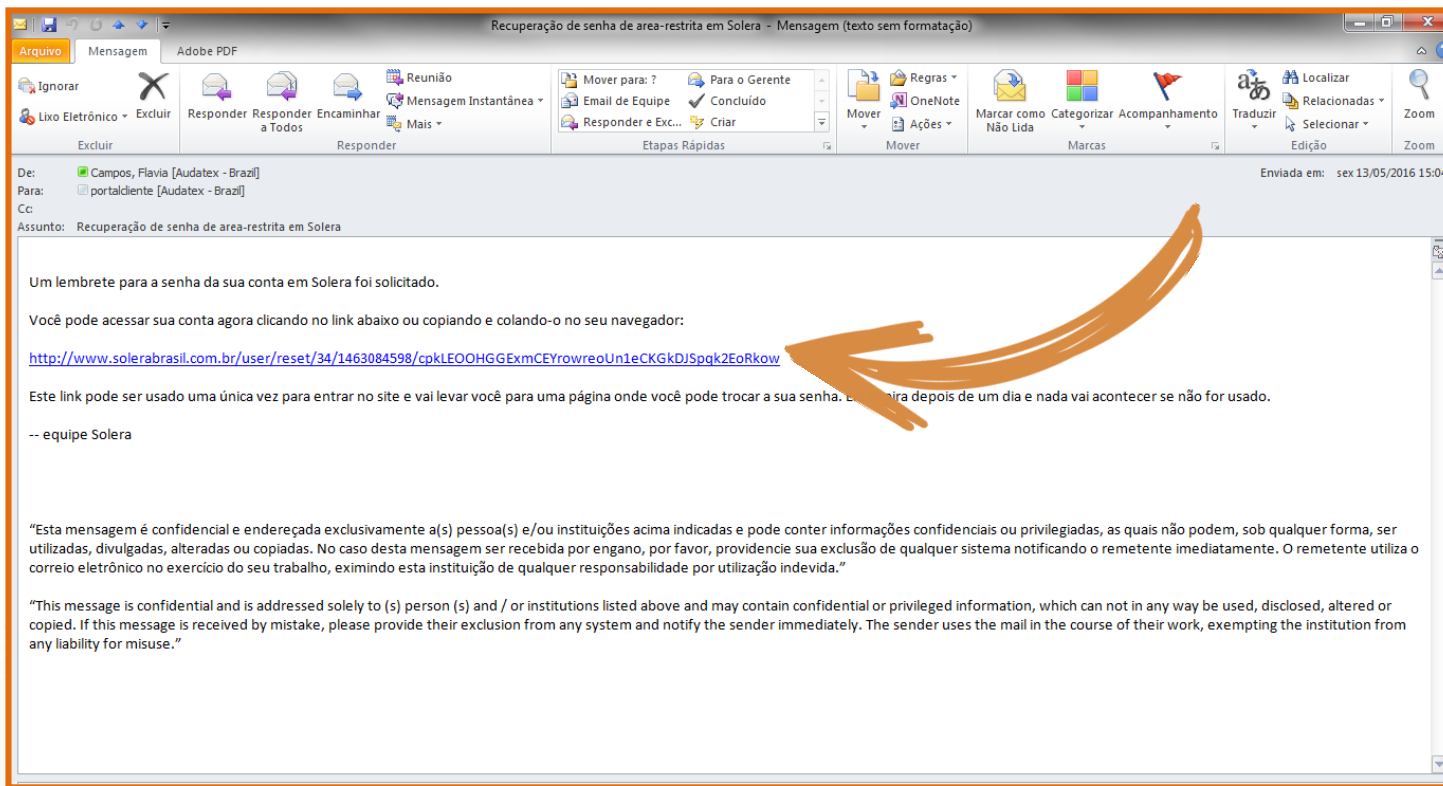 Recuperação de senha de area-restrita em Solera - Mensagem (texto sem formatação)
Arquivo Mensagem Adobe PDF
Ignorar
Lixo Eletrônico
Excluir
Responder
Responder a Todos
Encaminhar
Reunião
Mensagem Instantânea
Mais
Mover para: ?
Email de Equipe
Responder e Exc...
Para o Gerente
Concluído
Criar
Mover
Regras
OneNote
Ações
Marcar como Não Lida
Categorizar
Acompanhamento
Traduzir
Localizar
Relacionadas
Selecionar
Zoom
Excluir Responder Etapas Rápidas Mover Marcas Edição Zoom
De: Campos, Flavia [Audatex - Brazil]
Enviada em: sex 13/05/2016 15:04
Para: portalcliente [Audatex - Brazil]
Cc:
Assunto: Recuperação de senha de area-restrita em Solera
Um lembrete para a senha da sua conta em Solera foi solicitado.
Você pode acessar sua conta agora clicando no link abaixo ou copiando e colando-o no seu navegador:
http://www.solerabrasil.com.br/user/reset/34/1463084598/cpkLEOOHGGExmCEYrowreoUn1eCKGkDJSpqk2EoRkow
Este link pode ser usado uma única vez para entrar no site e vai levar você para uma página onde você pode trocar a sua senha. depois de um dia e nada vai acontecer se não for usado.
-- equipe Solera
“Esta mensagem é confidencial e endereçada exclusivamente a(s) pessoa(s) e/ou instituições acima indicadas e pode conter informações confidenciais ou privilegiadas, as quais não podem, sob qualquer forma, ser
utilizadas, divulgadas, alteradas ou copiadas. No caso desta mensagem ser recebida por engano, por favor, providencie sua exclusão de qualquer sistema notificando o remetente imediatamente. O remetente utiliza o
correio eletrônico no exercício do seu trabalho, eximindo esta instituição de qualquer responsabilidade por utilização indevida.”
“This message is confidential and is addressed solely to (s) person (s) and / or institutions listed above and may contain confidential or privileged information, which can not in any way be used, disclosed, altered or
copied. If this message is received by mistake, please provide their exclusion from any system and notify the sender immediately. The sender uses the mail in the course of their work, exempting the institution from
any liability for misuse.”